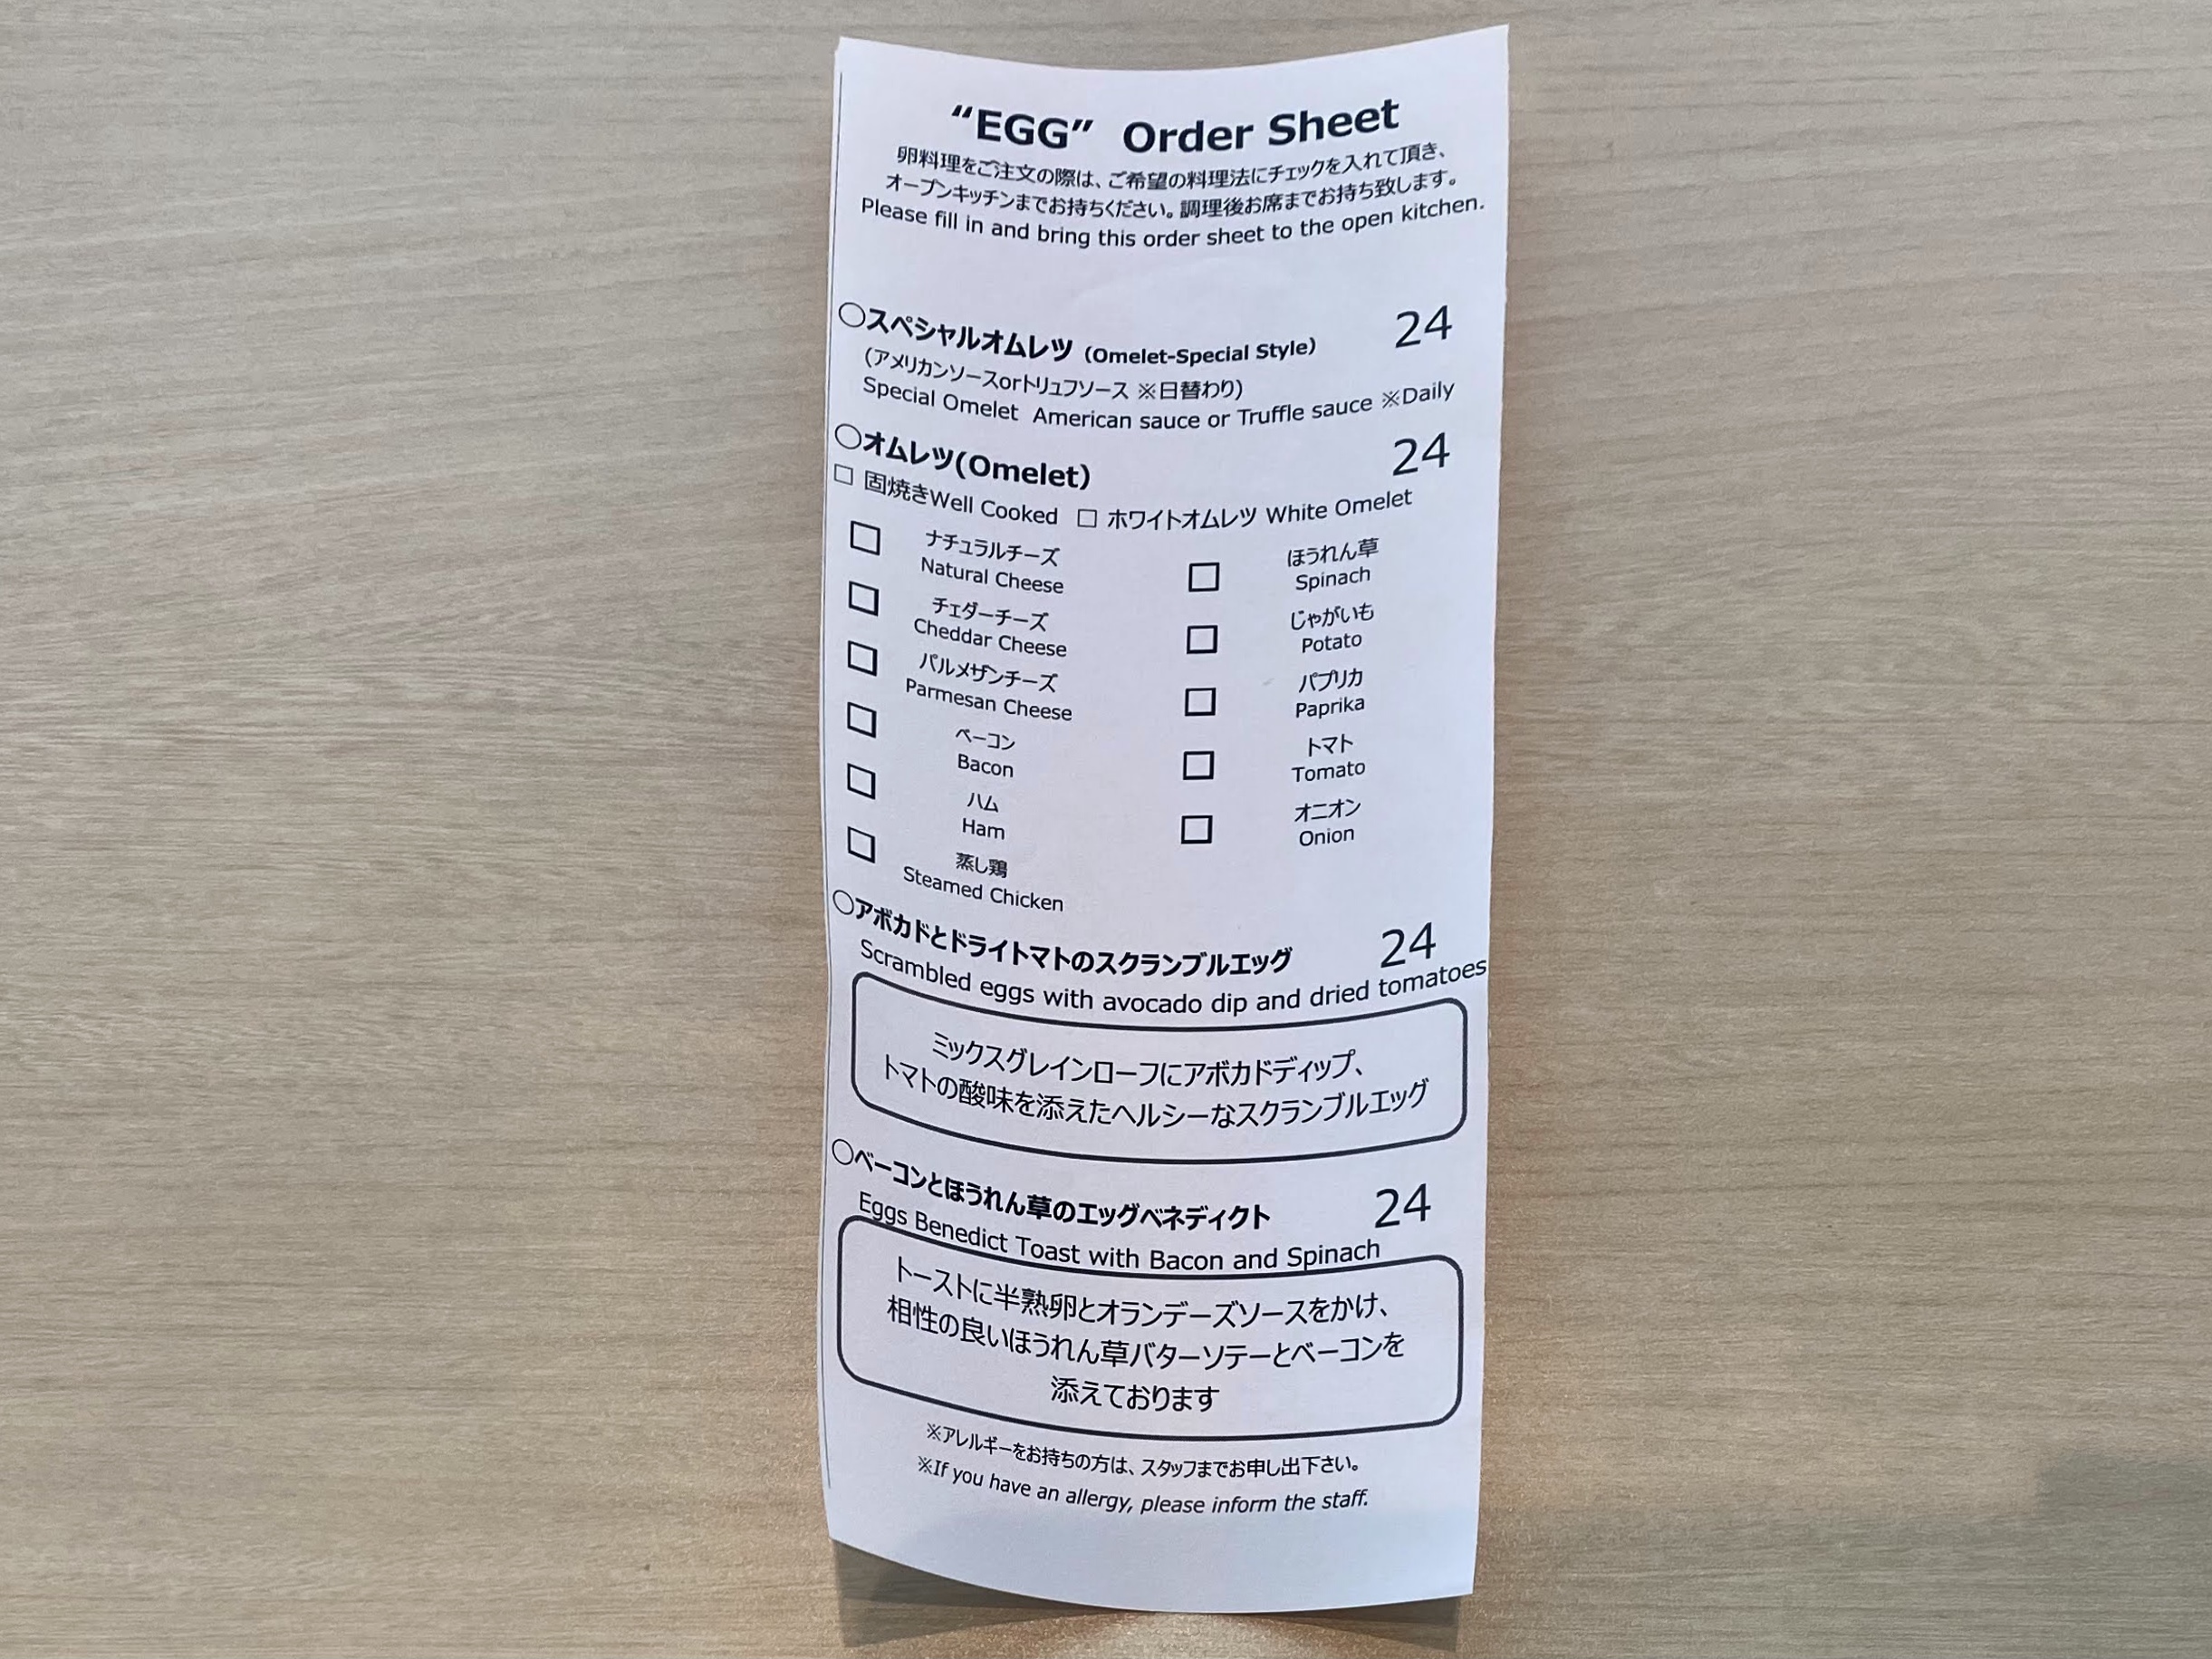 “EGG” Order Sheet
卵料理をご注文の際は、ご希望の料理法にチェックを入れて頂き、
オープンキッチンまでお持ちください。調理後お席までお持ち致します。
Please fill in and bring this order sheet to the open kitchen.
○スペシャルオムレツ (Omelet-Special Style) 24
(アメリカンソースorトリュフソース ※日替わり)
Special Omelet American sauce or Truffle sauce ※Daily
○オムレツ(Omelet) 24
□ 固焼きWell Cooked □ ホワイトオムレツ White Omelet
□ ナチュラルチーズ
Natural Cheese
□ チェダーチーズ
Cheddar Cheese
□ パルメザンチーズ
Parmesan Cheese
□ ベーコン
Bacon
□ ハム
Ham
□ 蒸し鶏
Steamed Chicken
□ ほうれん草
Spinach
□ じゃがいも
Potato
□ パプリカ
Paprika
□ トマト
Tomato
□ オニオン
Onion
○アボカドとドライトマトのスクランブルエッグ 24
Scrambled eggs with avocado dip and dried tomatoes
ミックスグレインローフにアボカドディップ、
トマトの酸味を添えたヘルシーなスクランブルエッグ
○ベーコンとほうれん草のエッグベネディクト 24
Eggs Benedict Toast with Bacon and Spinach
トーストに半熟卵とオランデーズソースをかけ、
相性の良いほうれん草バターソテーとベーコンを
添えております
※アレルギーをお持ちの方は、スタッフまでお申し出下さい。
※If you have an allergy, please inform the staff.